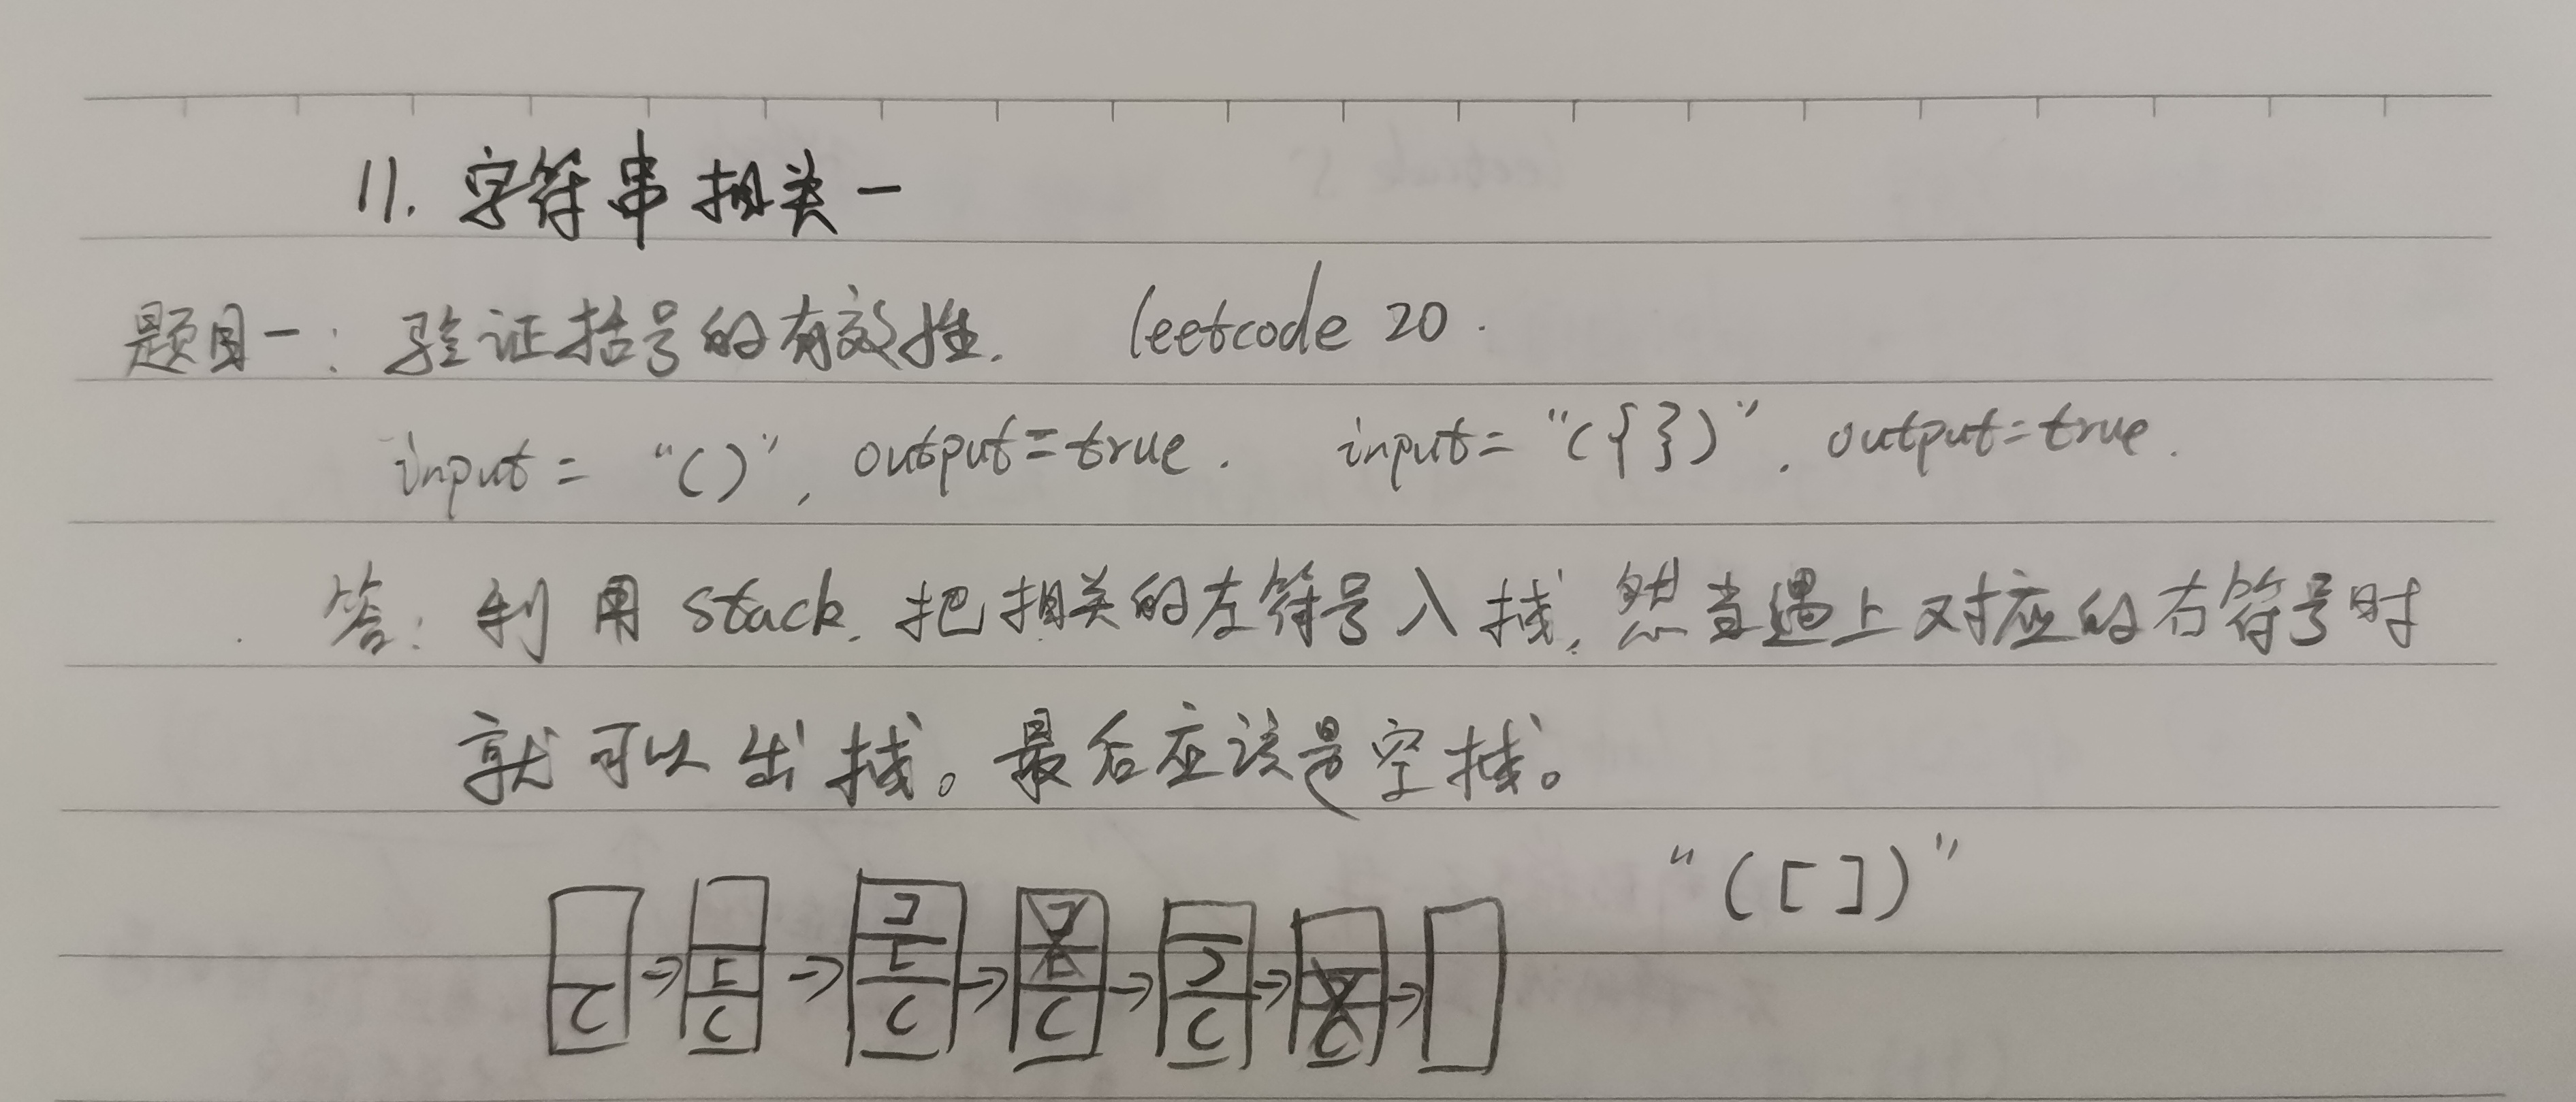 11. 字符串相关一
题目一: 验证括号的有效性. leetcode 20.
input = "()", output=true. input= "({})", output=true.
答: 利用 stack, 把相关的左符号入栈, 然当遇上对应的右符号时
就可以出栈。最后应该是空栈。
"([])"
( → [ ( → ] [ ( → ] [ ( → ) ( → ) ( →